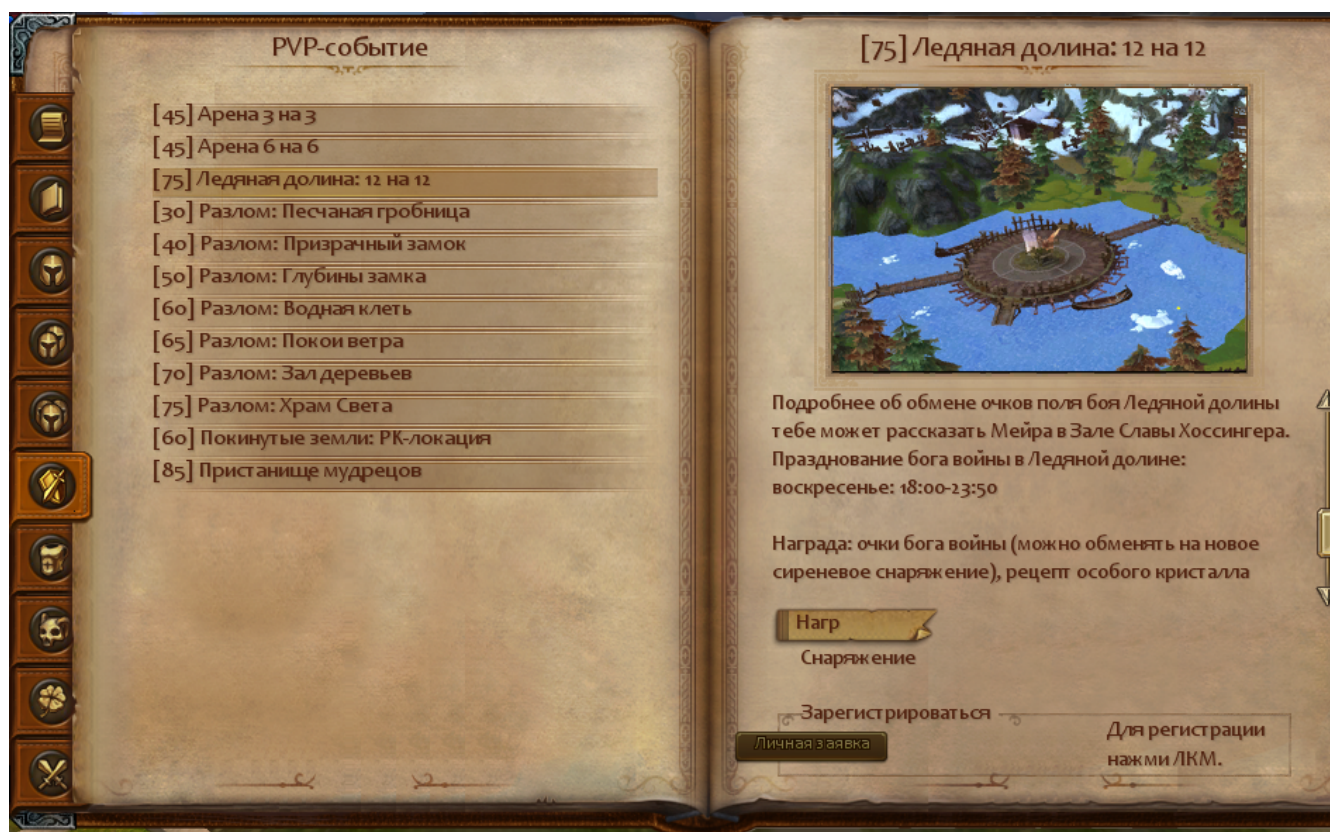 PVP-событие
[45] Арена 3 на 3
[45] Арена 6 на 6
[75] Ледяная долина: 12 на 12
[30] Разлом: Песчаная гробница
[40] Разлом: Призрачный замок
[50] Разлом: Глубины замка
[60] Разлом: Водная клеть
[65] Разлом: Покои ветра
[70] Разлом: Зал деревьев
[75] Разлом: Храм Света
[60] Покинутые земли: РК-локация
[85] Пристанище мудрецов
[75] Ледяная долина: 12 на 12
Подробнее об обмене очков поля боя Ледяной долины
тебе может рассказать Мейра в Зале Славы Хоссингера.
Празднование бога войны в Ледяной долине:
воскресенье: 18:00-23:50
Награда: очки бога войны (можно обменять на новое
сиреневое снаряжение), рецепт особого кристалла
Нагр
Снаряжение
Зарегистрироваться
Личная заявка
Для регистрации
нажми ЛКМ.